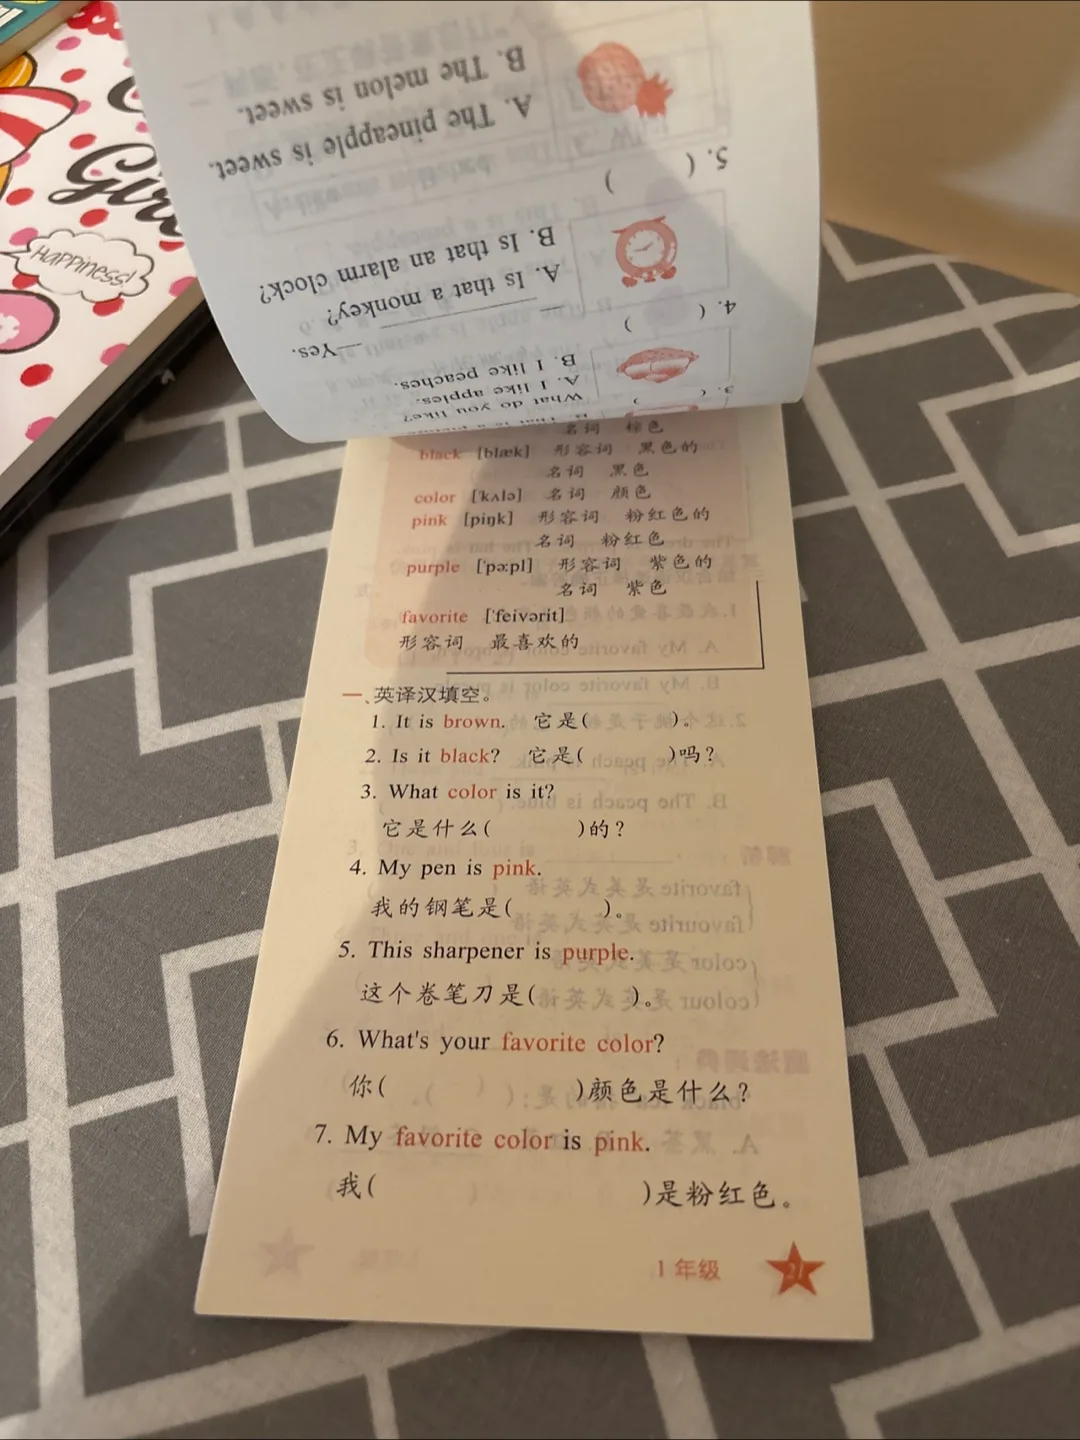 Girl
HAPPINESS!
What do you like?
A. I like apples.
B. I like peaches.
3. ( )
—Yes.
A. Is that a monkey?
B. Is that an alarm clock?
4. ( )
A. The pineapple is sweet.
B. The melon is sweet.
5. ( )
名词 棕色
black [blæk] 形容词 黑色的
名词 黑色
color [ˈkʌlə] 名词 颜色
pink [piŋk] 形容词 粉红色的
名词 粉红色
purple [ˈpə:pl] 形容词 紫色的
名词 紫色
favorite [ˈfeivərit]
形容词 最喜欢的
一、英译汉填空。
1. It is brown. 它是( )。
2. Is it black? 它是( )吗?
3. What color is it?
它是什么( )的?
4. My pen is pink.
我的钢笔是( )。
5. This sharpener is purple.
这个卷笔刀是( )。
6. What's your favorite color?
你( )颜色是什么?
7. My favorite color is pink.
我( )是粉红色。
1 年级
21